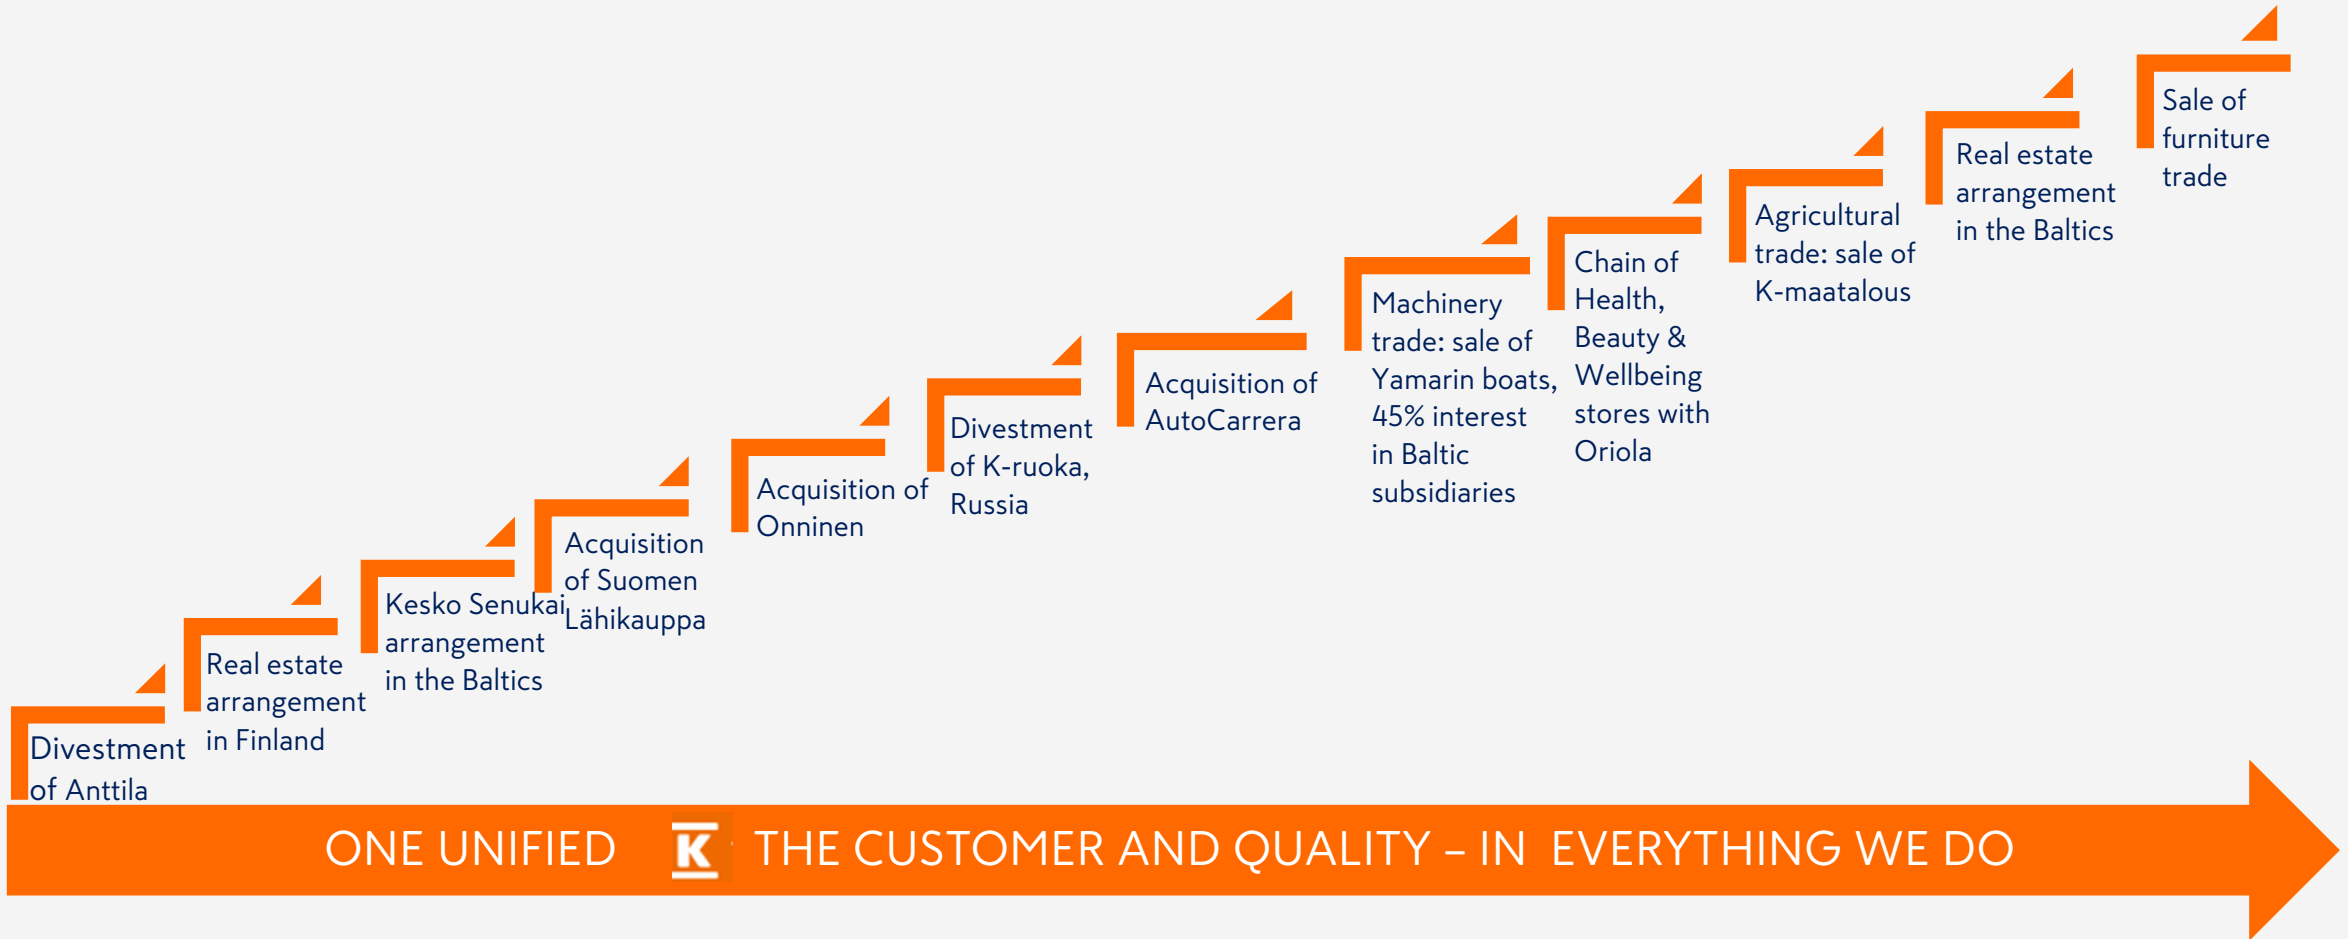 Divestment
of Anttila
Real estate
arrangement
in Finland
Kesko Senukai
arrangement
in the Baltics
Acquisition
of Suomen
Lähikauppa
Acquisition of
Onninen
Divestment
of K-ruoka,
Russia
Acquisition of
AutoCarrera
Machinery
trade: sale of
Yamarin boats,
45% interest
in Baltic
subsidiaries
Chain of
Health,
Beauty &
Wellbeing
stores with
Oriola
Agricultural
trade: sale of
K-maatalous
Real estate
arrangement
in the Baltics
Sale of
furniture
trade
ONE UNIFIED K THE CUSTOMER AND QUALITY – IN EVERYTHING WE DO